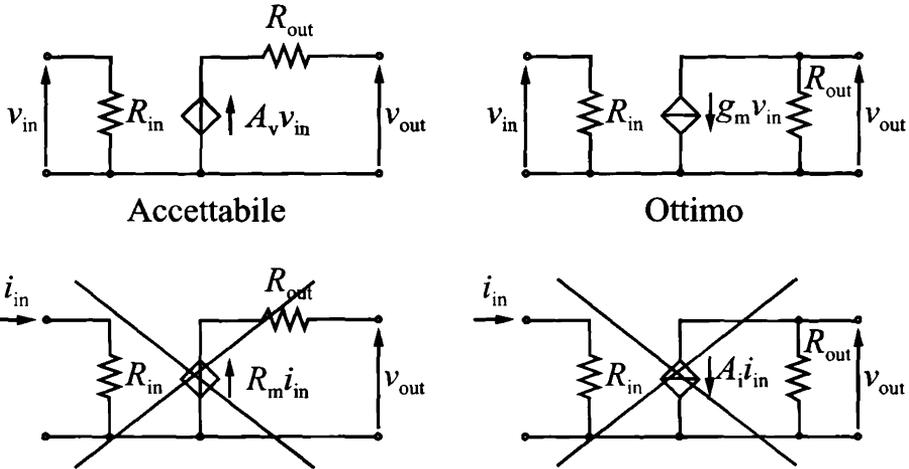 R_out
v_in R_in A_v v_in v_out
Accettabile
v_in R_in g_m v_in R_out v_out
Ottimo
i_in R_in R_m i_in R_out v_out
i_in R_in A_i i_in R_out v_out